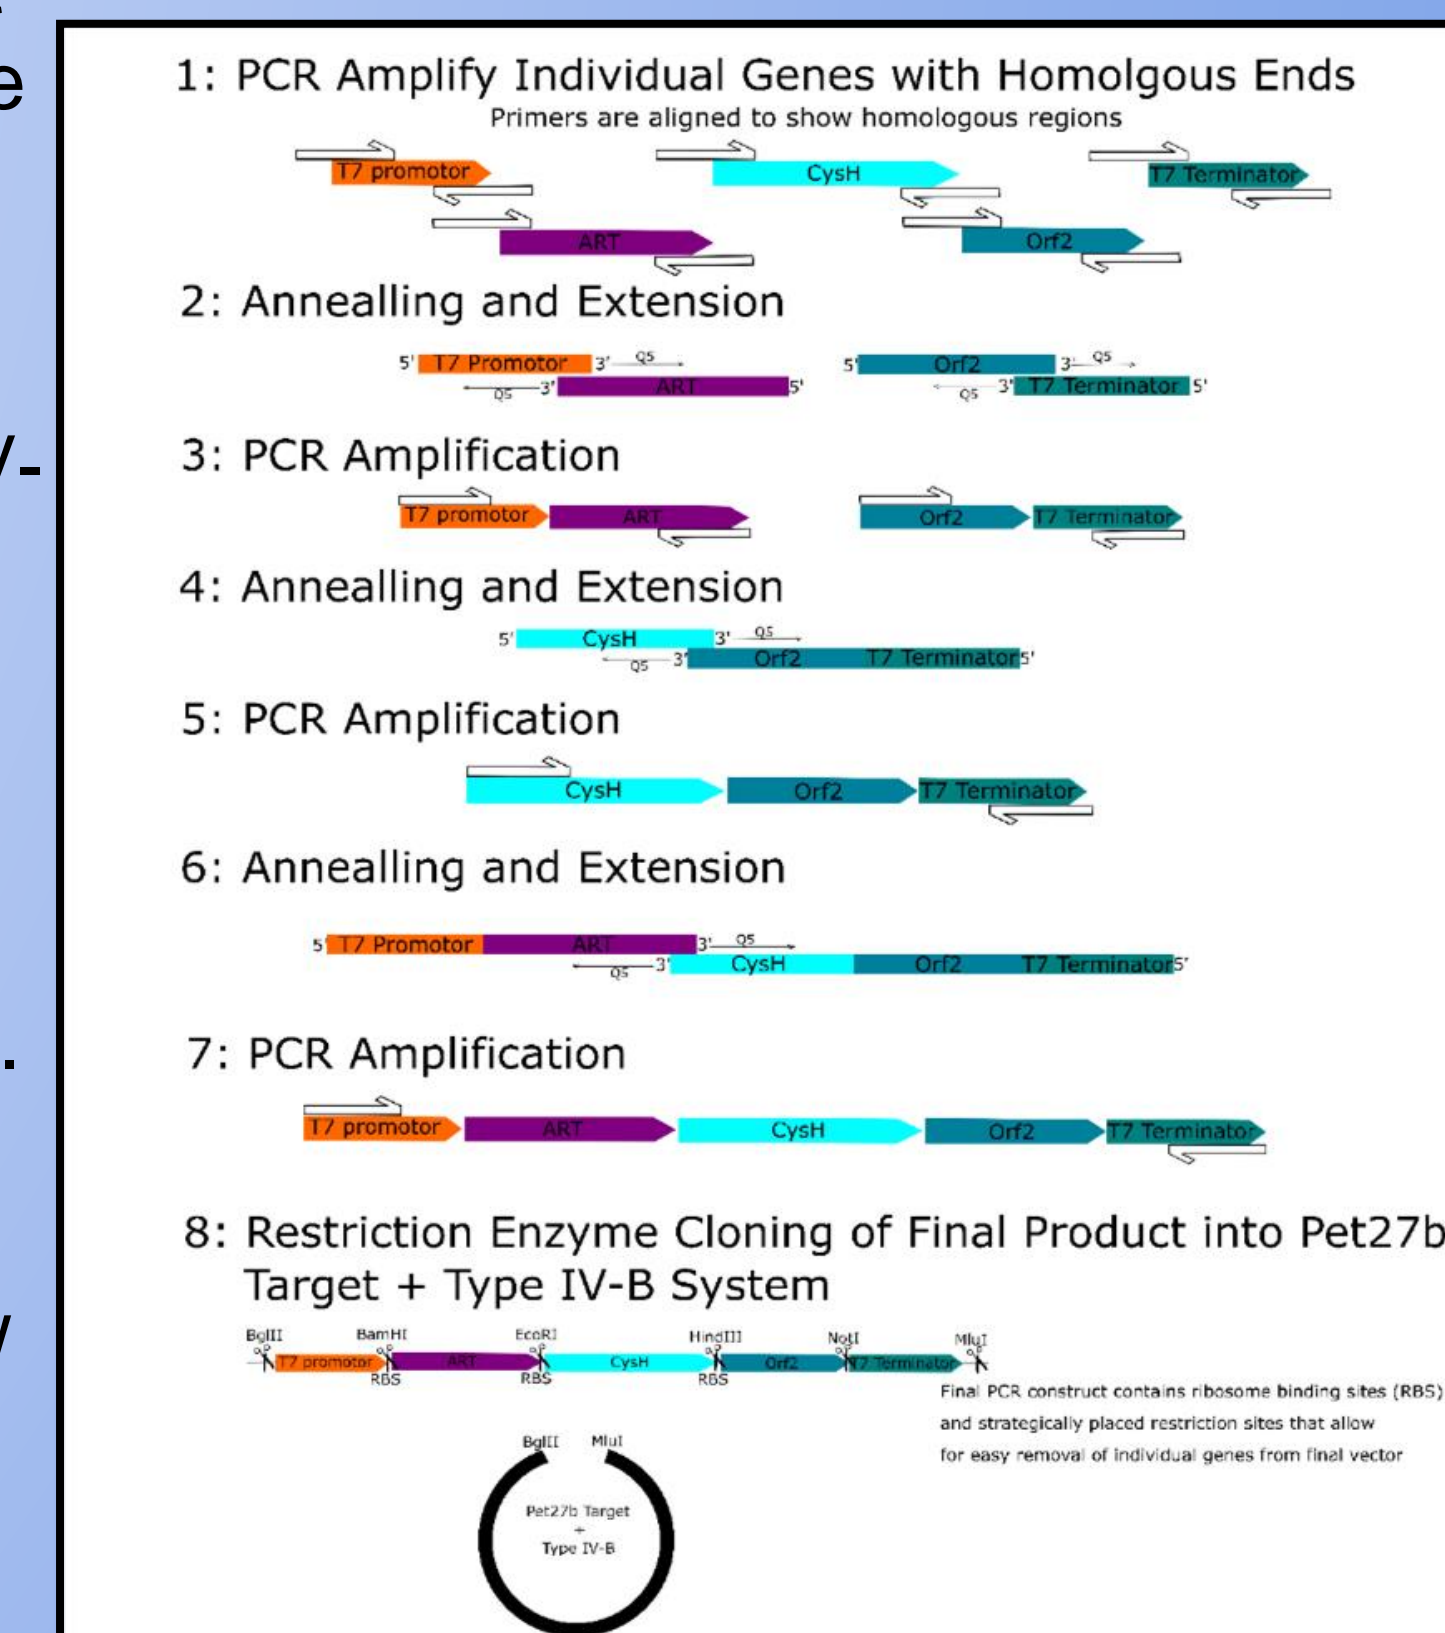 e
V-
.
1: PCR Amplify Individual Genes with Homolgous Ends
Primers are aligned to show homologous regions
T7 promotor
CysH
T7 Terminator
ART
Orf2
2: Annealling and Extension
5' T7 Promotor 3' Q5
Q5 3' ART 5'
5' Orf2 3' Q5
Q5 3' T7 Terminator 5'
3: PCR Amplification
T7 promotor ART
Orf2 T7 Terminator
4: Annealling and Extension
5' CysH 3' Q5
Q5 3' Orf2 T7 Terminator 5'
5: PCR Amplification
CysH Orf2 T7 Terminator
6: Annealling and Extension
5' T7 Promotor ART 3' Q5
Q5 3' CysH Orf2 T7 Terminator 5'
7: PCR Amplification
T7 promotor ART CysH Orf2 T7 Terminator
8: Restriction Enzyme Cloning of Final Product into Pet27b
Target + Type IV-B System
BglII BamHI EcoRI HindIII NotI MluI
T7 promotor ART CysH Orf2 T7 Terminator
RBS RBS RBS
Final PCR construct contains ribosome binding sites (RBS)
and strategically placed restriction sites that allow
for easy removal of individual genes from final vector
BglII MluI
Pet27b Target
+
Type IV-B